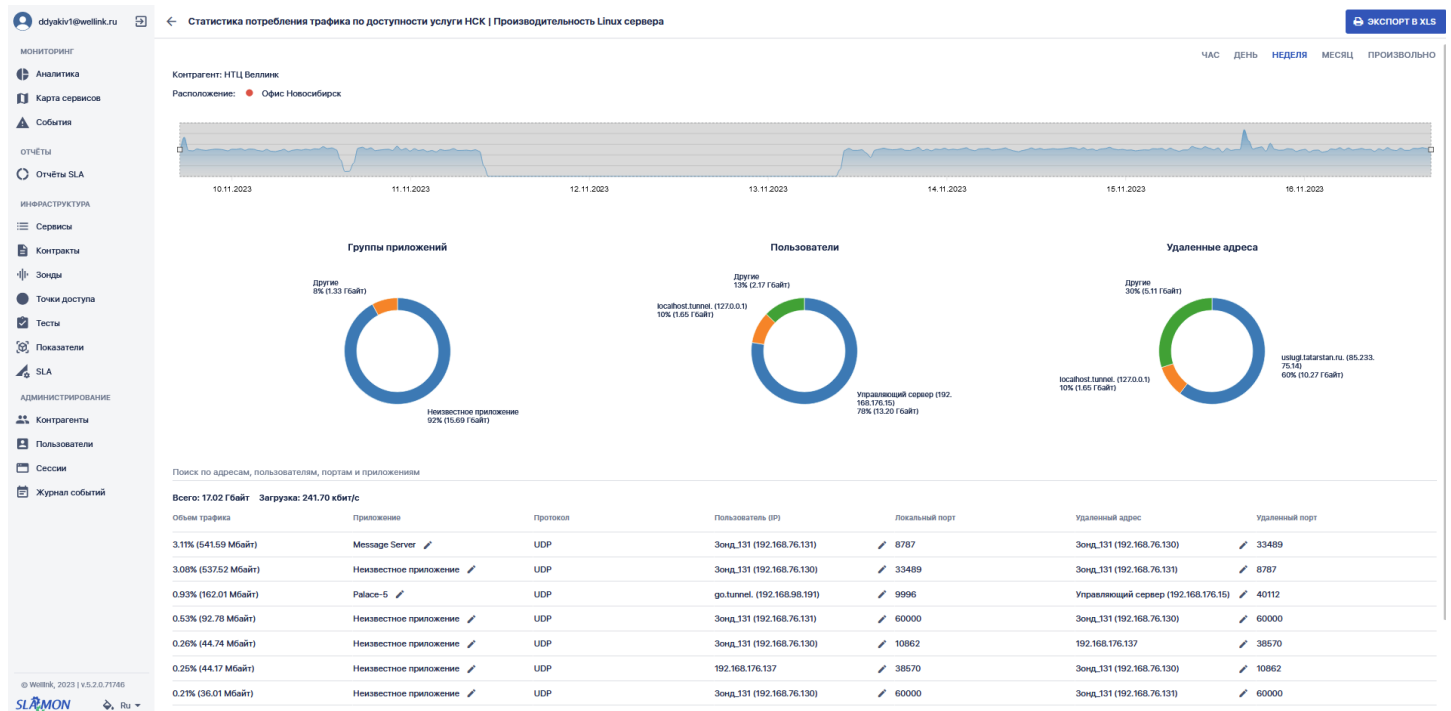 ddyakiv1@wellink.ru
МОНИТОРИНГ
Аналитика
Карта сервисов
События
ОТЧЁТЫ
Отчёты SLA
ИНФРАСТРУКТУРА
Сервисы
Контракты
Зонды
Точки доступа
Тесты
Показатели
SLA
АДМИНИСТРИРОВАНИЕ
Контрагенты
Пользователи
Сессии
Журнал событий
© Wellink, 2023 | v.5.2.0.71746
SLAMON Ru
Статистика потребления трафика по доступности услуги НСК | Производительность Linux сервера
ЭКСПОРТ В XLS
ЧАС ДЕНЬ НЕДЕЛЯ МЕСЯЦ ПРОИЗВОЛЬНО
Контрагент: НТЦ Веллинк
Расположение: Офис Новосибирск
10.11.2023 11.11.2023 12.11.2023 13.11.2023 14.11.2023 15.11.2023 16.11.2023
Группы приложений
Другие
8% (1.33 Гбайт)
Неизвестное приложение
92% (15.69 Гбайт)
Пользователи
Другие
13% (2.17 Гбайт)
localhost.tunnel. (127.0.0.1)
10% (1.65 Гбайт)
Управляющий сервер (192.
168.176.15)
78% (13.20 Гбайт)
Удаленные адреса
Другие
30% (5.11 Гбайт)
localhost.tunnel. (127.0.0.1)
10% (1.65 Гбайт)
uslugi.tatarstan.ru. (85.233.
75.14)
60% (10.27 Гбайт)
Поиск по адресам, пользователям, портам и приложениям
Всего: 17.02 Гбайт Загрузка: 241.70 кбит/с
Объем трафика Приложение Протокол Пользователь (IP) Локальный порт Удаленный адрес Удаленный порт
3.11% (541.59 Мбайт) Message Server UDP Зонд_131 (192.168.76.131) 8787 Зонд_131 (192.168.76.130) 33489
3.08% (537.52 Мбайт) Неизвестное приложение UDP Зонд_131 (192.168.76.130) 33489 Зонд_131 (192.168.76.131) 8787
0.93% (162.01 Мбайт) Palace-5 UDP go.tunnel. (192.168.98.191) 9996 Управляющий сервер (192.168.176.15) 40112
0.53% (92.78 Мбайт) Неизвестное приложение UDP Зонд_131 (192.168.76.131) 60000 Зонд_131 (192.168.76.130) 60000
0.26% (44.74 Мбайт) Неизвестное приложение UDP Зонд_131 (192.168.76.130) 10862 192.168.176.137 38570
0.25% (44.17 Мбайт) Неизвестное приложение UDP 192.168.176.137 38570 Зонд_131 (192.168.76.130) 10862
0.21% (36.01 Мбайт) Неизвестное приложение UDP Зонд_131 (192.168.76.130) 60000 Зонд_131 (192.168.76.131) 60000